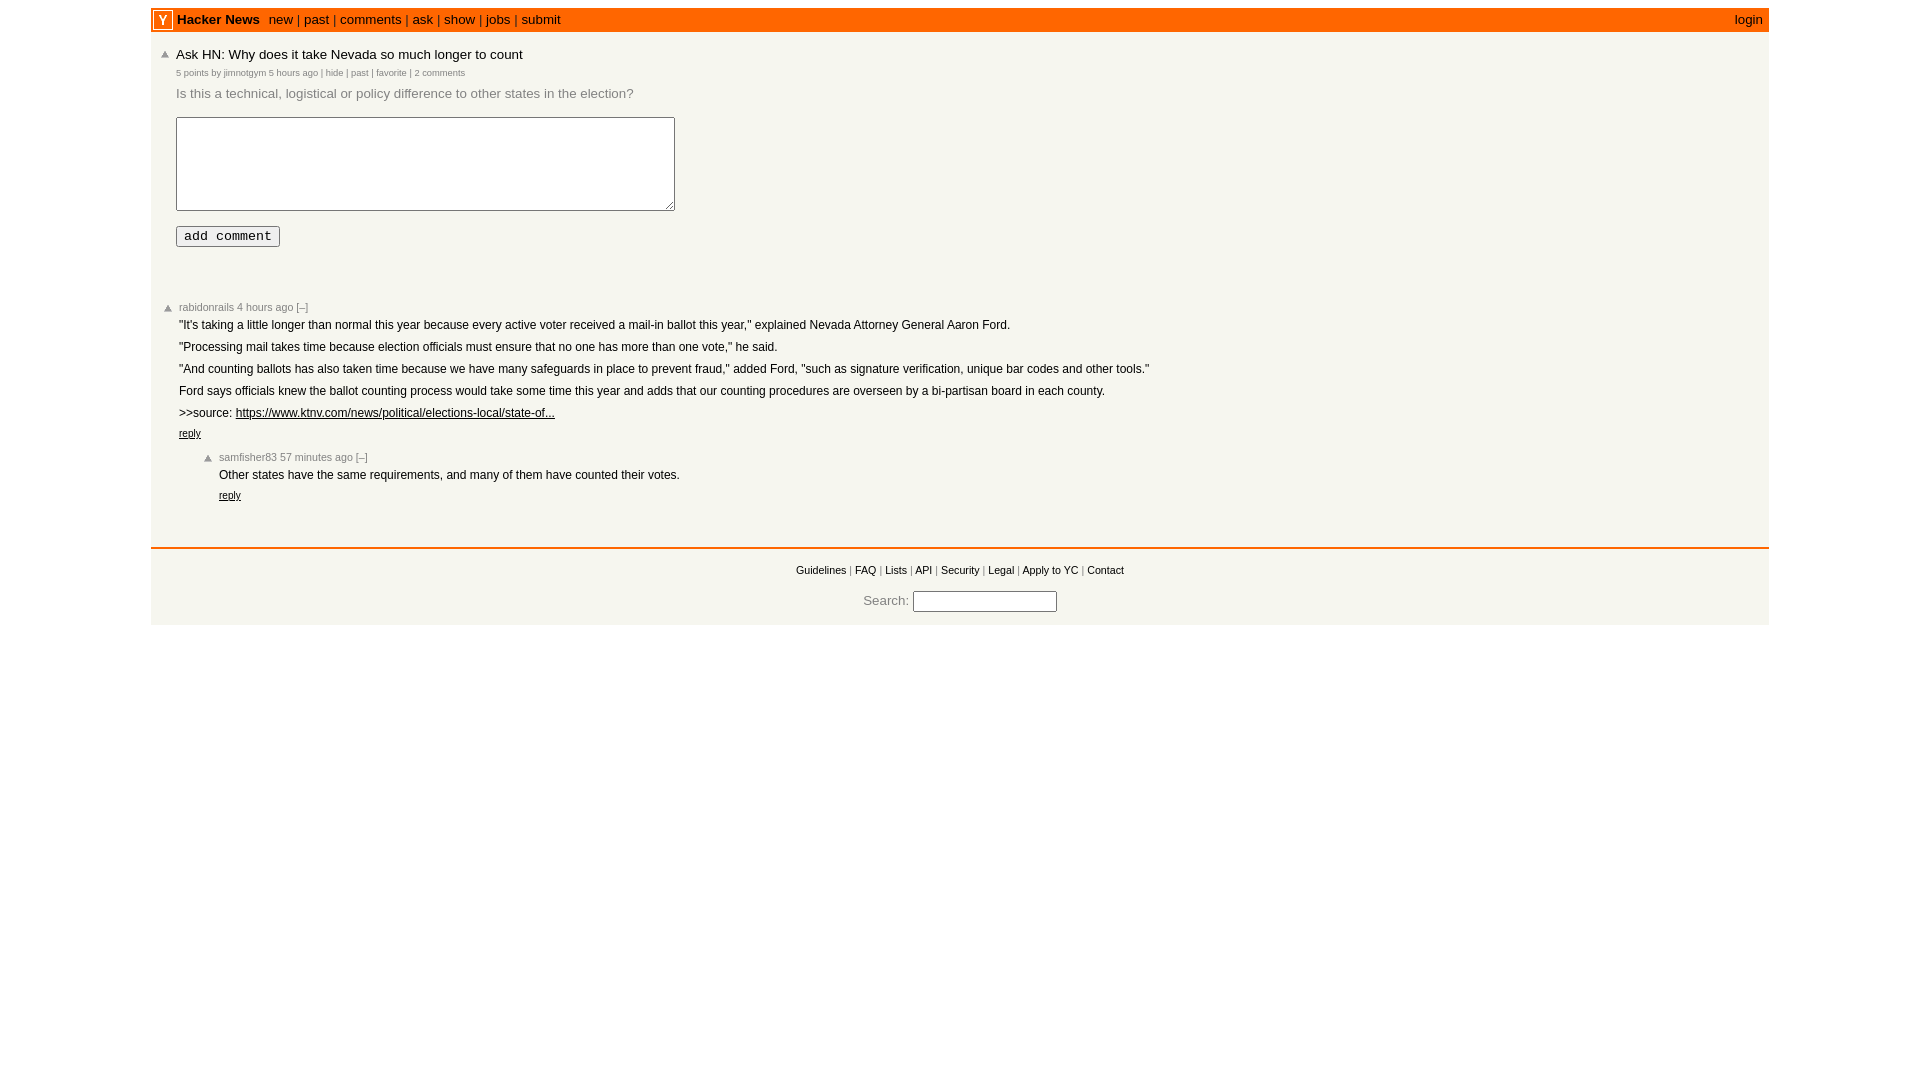 Y Hacker News new | past | comments | ask | show | jobs | submit login
Ask HN: Why does it take Nevada so much longer to count
5 points by jimnotgym 5 hours ago | hide | past | favorite | 2 comments
Is this a technical, logistical or policy difference to other states in the election?
add comment
rabidonrails 4 hours ago [–]
"It's taking a little longer than normal this year because every active voter received a mail-in ballot this year," explained Nevada Attorney General Aaron Ford.
"Processing mail takes time because election officials must ensure that no one has more than one vote," he said.
"And counting ballots has also taken time because we have many safeguards in place to prevent fraud," added Ford, "such as signature verification, unique bar codes and other tools."
Ford says officials knew the ballot counting process would take some time this year and adds that our counting procedures are overseen by a bi-partisan board in each county.
>>source: https://www.ktnv.com/news/political/elections-local/state-of...
reply
samfisher83 57 minutes ago [–]
Other states have the same requirements, and many of them have counted their votes.
reply
Guidelines | FAQ | Lists | API | Security | Legal | Apply to YC | Contact
Search: